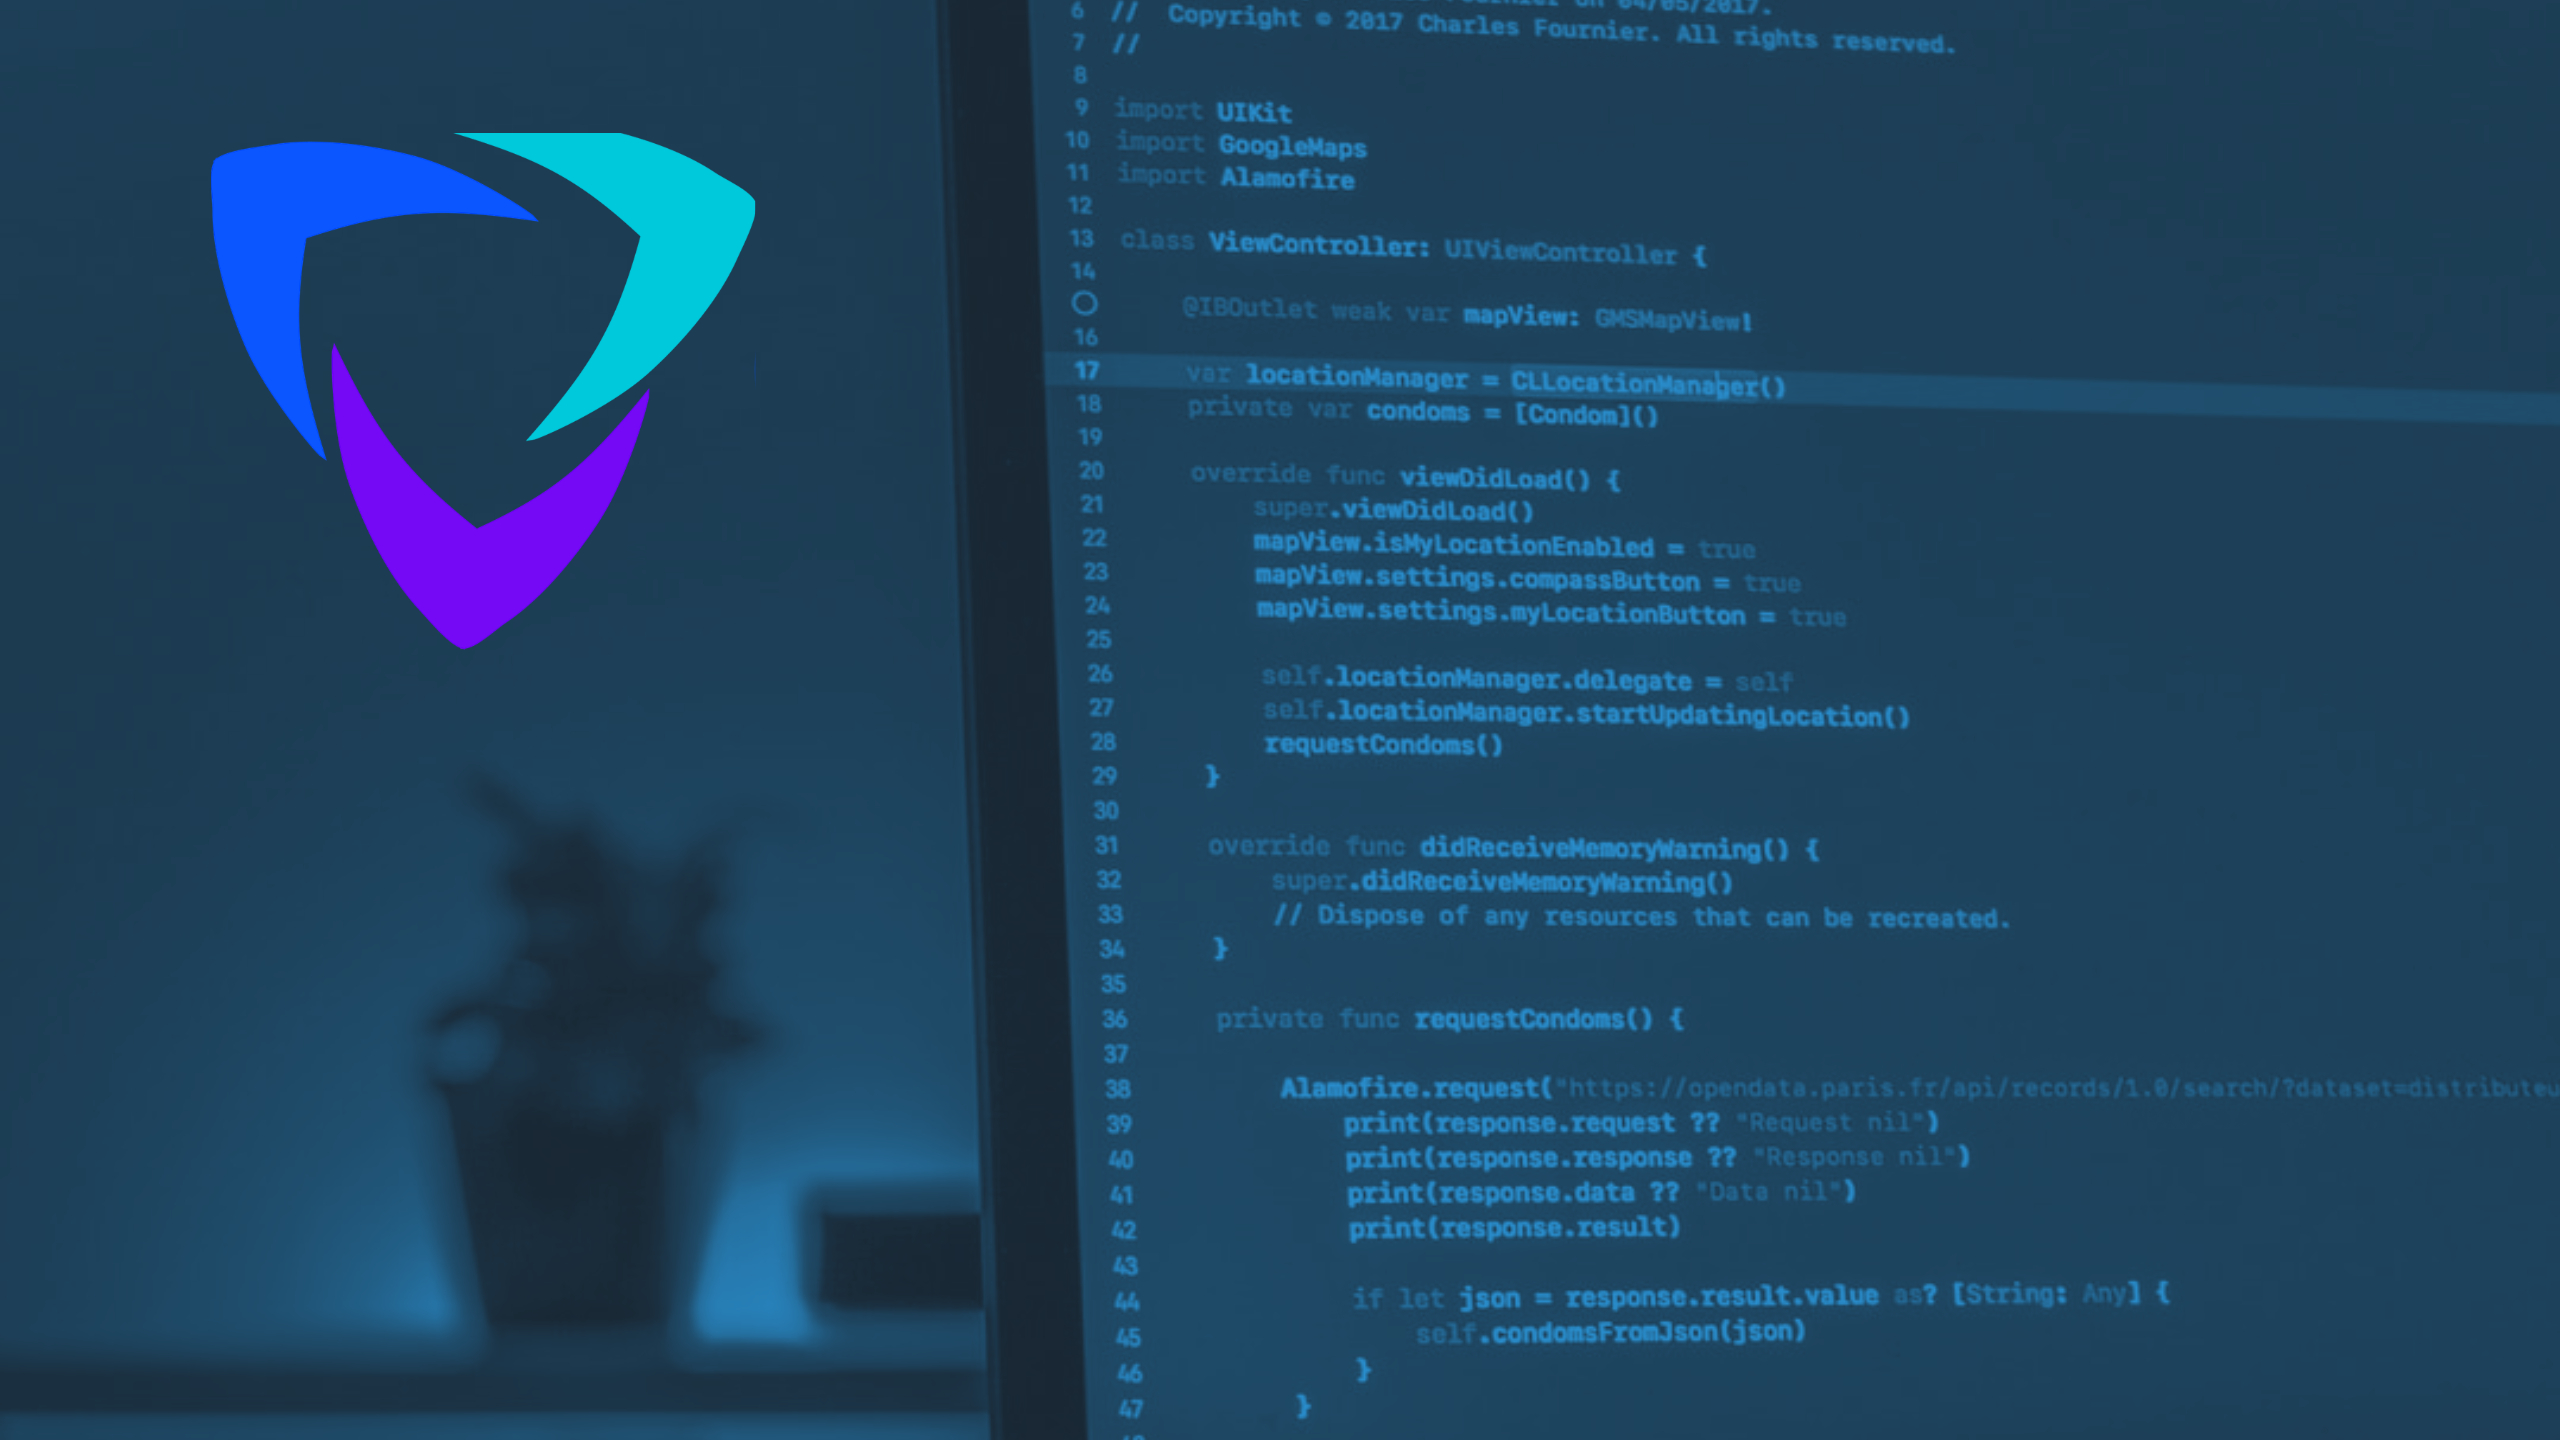 6 //  Copyright © 2017 Charles Fournier. All rights reserved.
7 //
8
9 import UIKit
10 import GoogleMaps
11 import Alamofire
12
13 class ViewController: UIViewController {
14
@IBOutlet weak var mapView: GMSMapView!
16
17 var locationManager = CLLocationManager()
18 private var condoms = [Condom]()
19
20 override func viewDidLoad() {
21 super.viewDidLoad()
22 mapView.isMyLocationEnabled = true
23 mapView.settings.compassButton = true
24 mapView.settings.myLocationButton = true
25
26 self.locationManager.delegate = self
27 self.locationManager.startUpdatingLocation()
28 requestCondoms()
29 }
30
31 override func didReceiveMemoryWarning() {
32 super.didReceiveMemoryWarning()
33 // Dispose of any resources that can be recreated.
34 }
35
36 private func requestCondoms() {
37
38 Alamofire.request("https://opendata.paris.fr/api/records/1.0/search/?dataset=distributeu
39 print(response.request ?? "Request nil")
40 print(response.response ?? "Response nil")
41 print(response.data ?? "Data nil")
42 print(response.result)
43
44 if let json = response.result.value as? [String: Any] {
45 self.condomsFromJson(json)
46 }
47 }